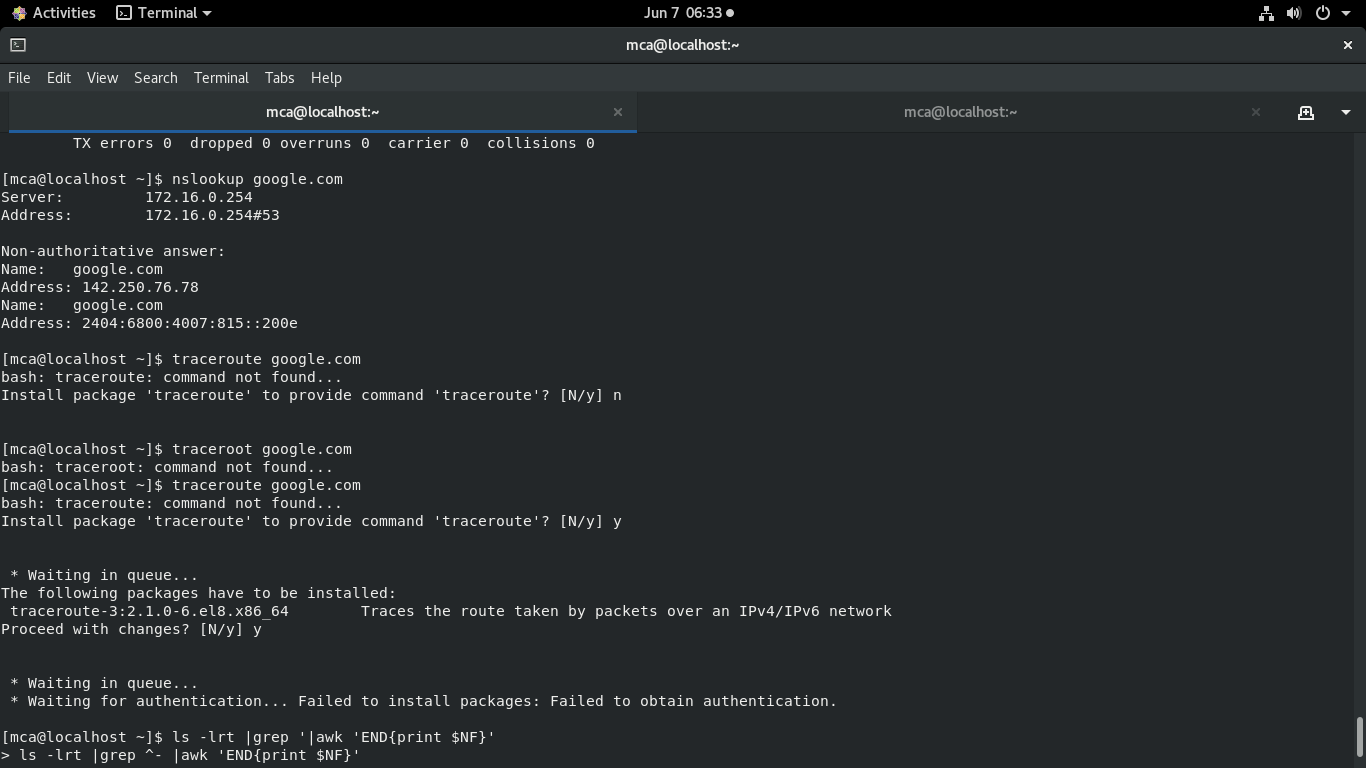 Activities Terminal Jun 7 06:33
mca@localhost:~
File Edit View Search Terminal Tabs Help
mca@localhost:~ mca@localhost:~
TX errors 0  dropped 0 overruns 0  carrier 0  collisions 0
[mca@localhost ~]$ nslookup google.com
Server:         172.16.0.254
Address:        172.16.0.254#53
Non-authoritative answer:
Name:   google.com
Address: 142.250.76.78
Name:   google.com
Address: 2404:6800:4007:815::200e
[mca@localhost ~]$ traceroute google.com
bash: traceroute: command not found...
Install package 'traceroute' to provide command 'traceroute'? [N/y] n
[mca@localhost ~]$ traceroot google.com
bash: traceroot: command not found...
[mca@localhost ~]$ traceroute google.com
bash: traceroute: command not found...
Install package 'traceroute' to provide command 'traceroute'? [N/y] y
* Waiting in queue...
The following packages have to be installed:
traceroute-3:2.1.0-6.el8.x86_64        Traces the route taken by packets over an IPv4/IPv6 network
Proceed with changes? [N/y] y
* Waiting in queue...
* Waiting for authentication... Failed to install packages: Failed to obtain authentication.
[mca@localhost ~]$ ls -lrt |grep '|awk 'END{print $NF}'
> ls -lrt |grep ^- |awk 'END{print $NF}'